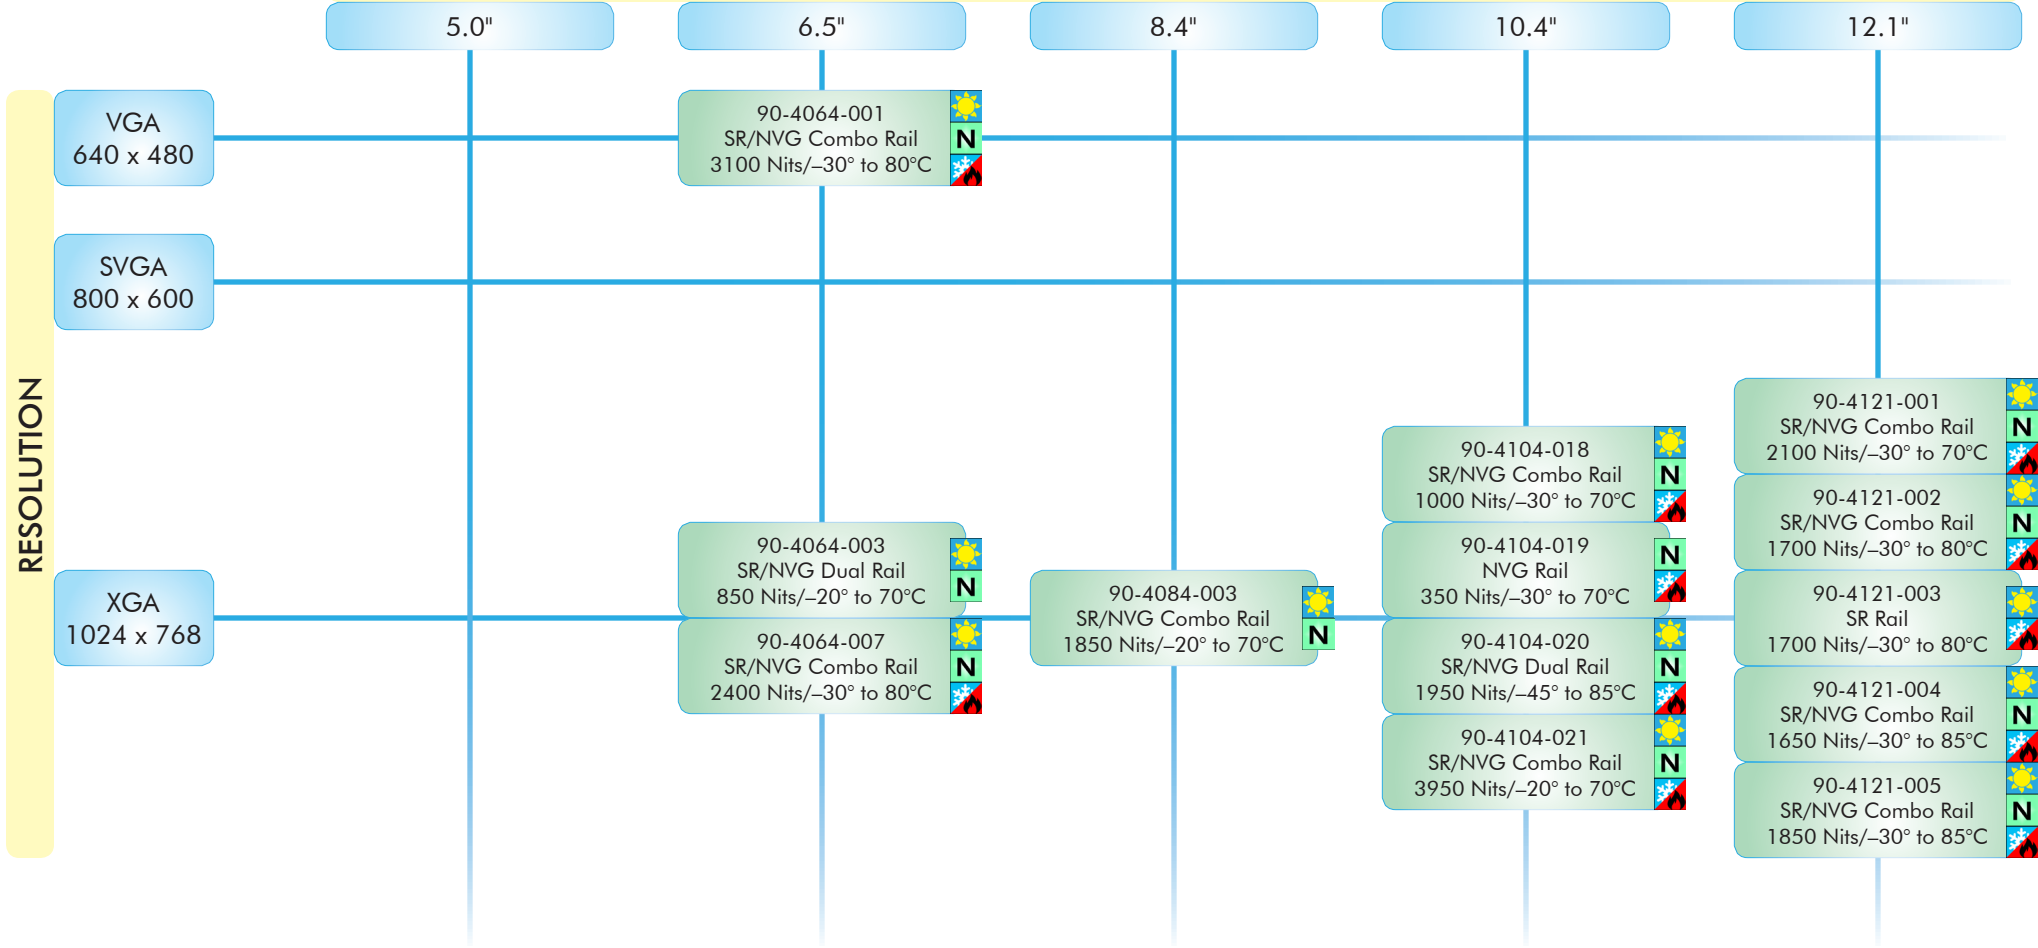 5.0"
6.5"
8.4"
10.4"
12.1"
RESOLUTION
VGA
640 x 480
90-4064-001
SR/NVG Combo Rail
3100 Nits/–30° to 80°C
N
SVGA
800 x 600
XGA
1024 x 768
90-4064-003
SR/NVG Dual Rail
850 Nits/–20° to 70°C
N
90-4064-007
SR/NVG Combo Rail
2400 Nits/–30° to 80°C
N
90-4084-003
SR/NVG Combo Rail
1850 Nits/–20° to 70°C
N
90-4104-018
SR/NVG Combo Rail
1000 Nits/–30° to 70°C
N
90-4104-019
NVG Rail
350 Nits/–30° to 70°C
N
90-4104-020
SR/NVG Dual Rail
1950 Nits/–45° to 85°C
N
90-4104-021
SR/NVG Combo Rail
3950 Nits/–20° to 70°C
N
90-4121-001
SR/NVG Combo Rail
2100 Nits/–30° to 70°C
N
90-4121-002
SR/NVG Combo Rail
1700 Nits/–30° to 80°C
N
90-4121-003
SR Rail
1700 Nits/–30° to 80°C
90-4121-004
SR/NVG Combo Rail
1650 Nits/–30° to 85°C
N
90-4121-005
SR/NVG Combo Rail
1850 Nits/–30° to 85°C
N